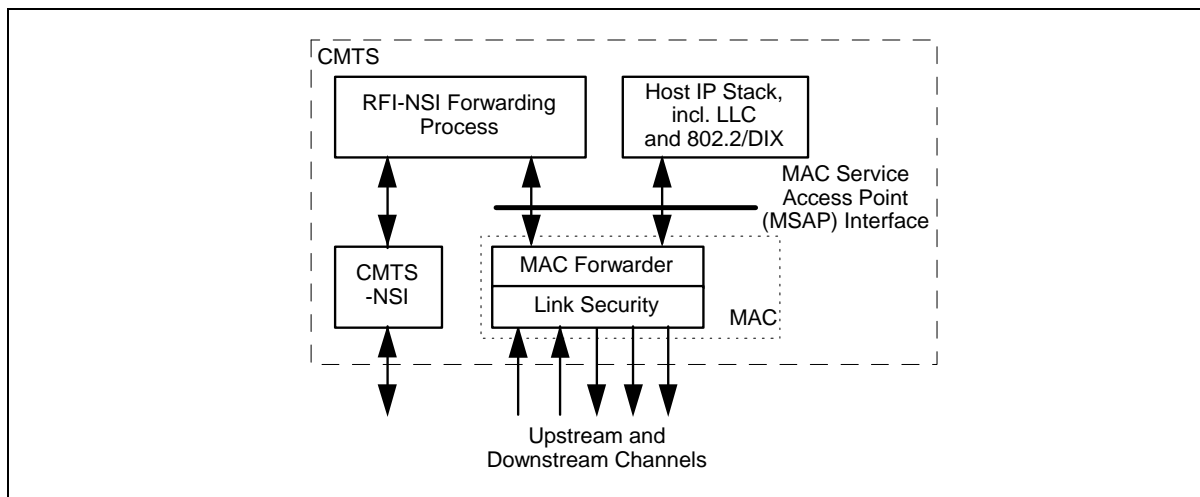 CMTS
RFI-NSI Forwarding
Process
Host IP Stack,
incl. LLC
and 802.2/DIX
MAC Service
Access Point
(MSAP) Interface
CMTS
-NSI
MAC Forwarder
Link Security
MAC
Upstream and
Downstream Channels